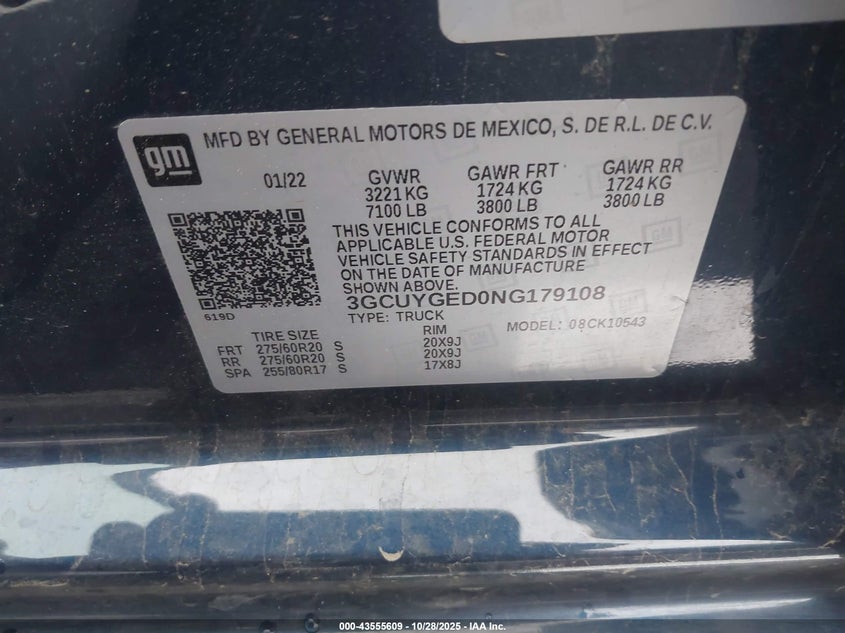 gm
MFD BY GENERAL MOTORS DE MEXICO, S. DE R.L. DE C.V.
01/22 GVWR GAWR FRT GAWR RR
3221 KG 1724 KG 1724 KG
7100 LB 3800 LB 3800 LB
THIS VEHICLE CONFORMS TO ALL
APPLICABLE U.S. FEDERAL MOTOR
VEHICLE SAFETY STANDARDS IN EFFECT
ON THE DATE OF MANUFACTURE
SHOWN ABOVE.
619D
3GCUYGED0NG179108
TYPE: TRUCK MODEL: 08CK10543
TIRE SIZE RIM
FRT 275/60R20 S 20X9J
RR 275/60R20 S 20X9J
SPA 255/80R17 S 17X8J
000-43555609 - 10/28/2025 - IAA Inc.